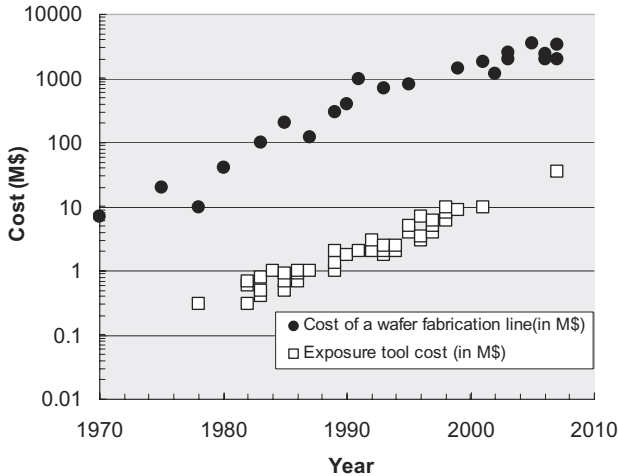 10000
1000
100
10
1
0.1
0.01
Cost (M$)
Cost of a wafer fabrication line(in M$)
Exposure tool cost (in M$)
1970 1980 1990 2000 2010
Year